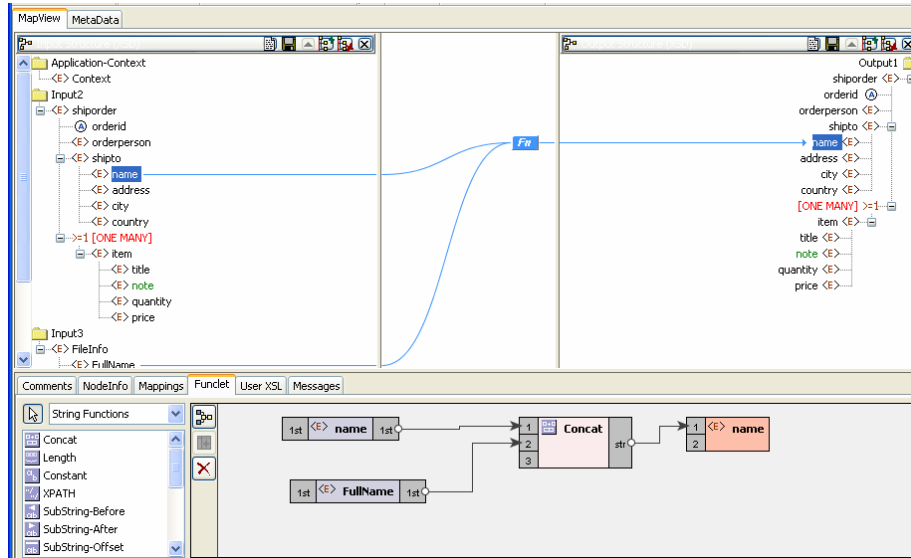 MapView MetaData
Application-Context
<E> Context
Input2
<E> shiporder
A orderid
<E> orderperson
<E> shipto
<E> name
<E> address
<E> city
<E> country
>=1 [ONE MANY]
<E> item
<E> title
<E> note
<E> quantity
<E> price
Input3
<E> FileInfo
<E> FullName
Fn
Output1
shiporder <E>
orderid A
orderperson <E>
shipto <E>
name <E>
address <E>
city <E>
country <E>
[ONE MANY] >=1
item <E>
title <E>
note <E>
quantity <E>
price <E>
Comments NodeInfo Mappings Funclet User XSL Messages
String Functions
Concat
Length
Constant
XPATH
SubString-Before
SubString-After
SubString-Offset
1st <E> name 1st
1st <E> FullName 1st
1 Concat
2 str
3
1 <E> name
2